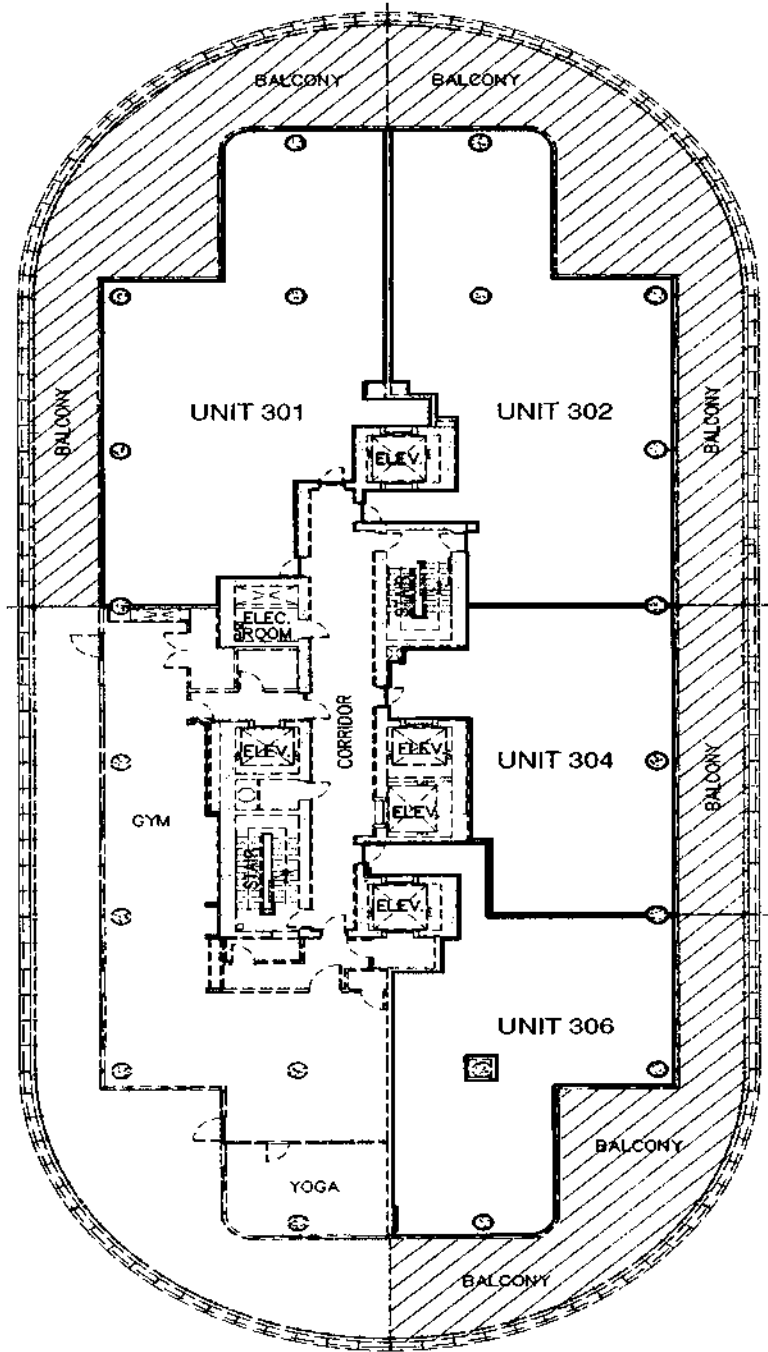 BALCONY
BALCONY
UNIT 301
UNIT 302
BALCONY
BALCONY
ELEV.
STAIR
ELEC.
ROOM
CORRIDOR
ELEV.
ELEV.
UNIT 304
BALCONY
GYM
ELEV.
STAIR
ELEV.
UNIT 306
BALCONY
YOGA
BALCONY